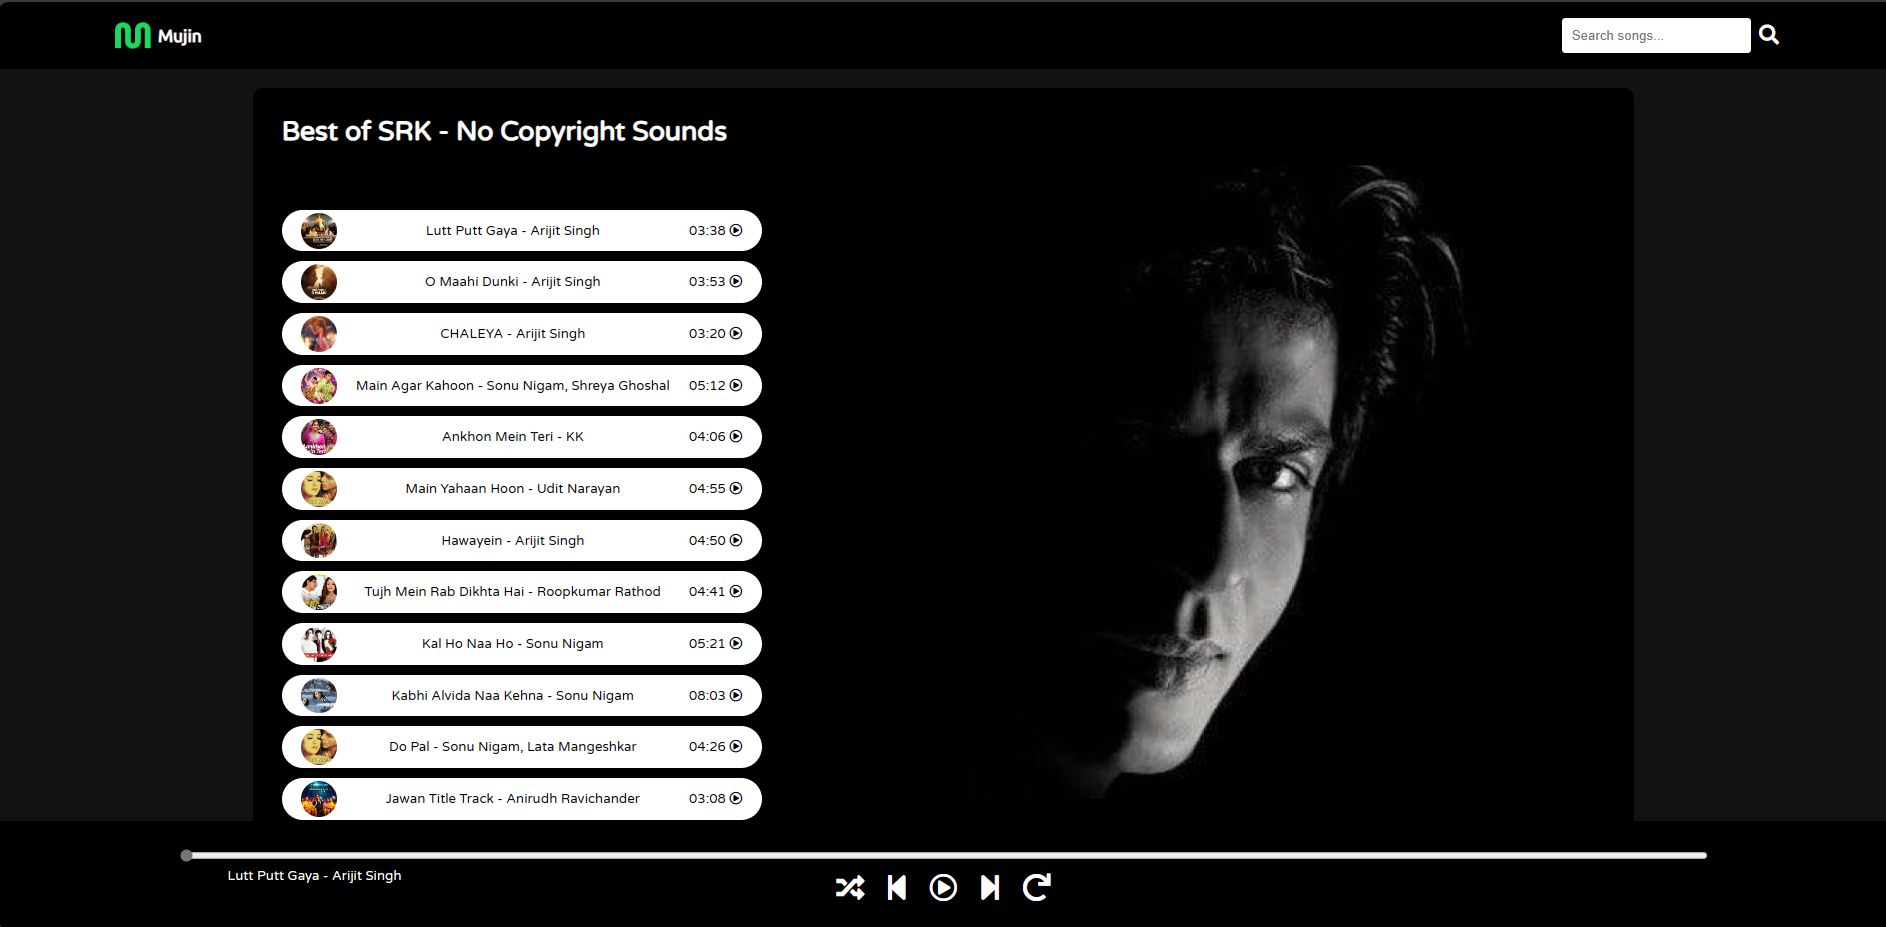 Mujin
Search songs...
Best of SRK - No Copyright Sounds
Lutt Putt Gaya - Arijit Singh 03:38
O Maahi Dunki - Arijit Singh 03:53
CHALEYA - Arijit Singh 03:20
Main Agar Kahoon - Sonu Nigam, Shreya Ghoshal 05:12
Ankhon Mein Teri - KK 04:06
Main Yahaan Hoon - Udit Narayan 04:55
Hawayein - Arijit Singh 04:50
Tujh Mein Rab Dikhta Hai - Roopkumar Rathod 04:41
Kal Ho Naa Ho - Sonu Nigam 05:21
Kabhi Alvida Naa Kehna - Sonu Nigam 08:03
Do Pal - Sonu Nigam, Lata Mangeshkar 04:26
Jawan Title Track - Anirudh Ravichander 03:08
Lutt Putt Gaya - Arijit Singh